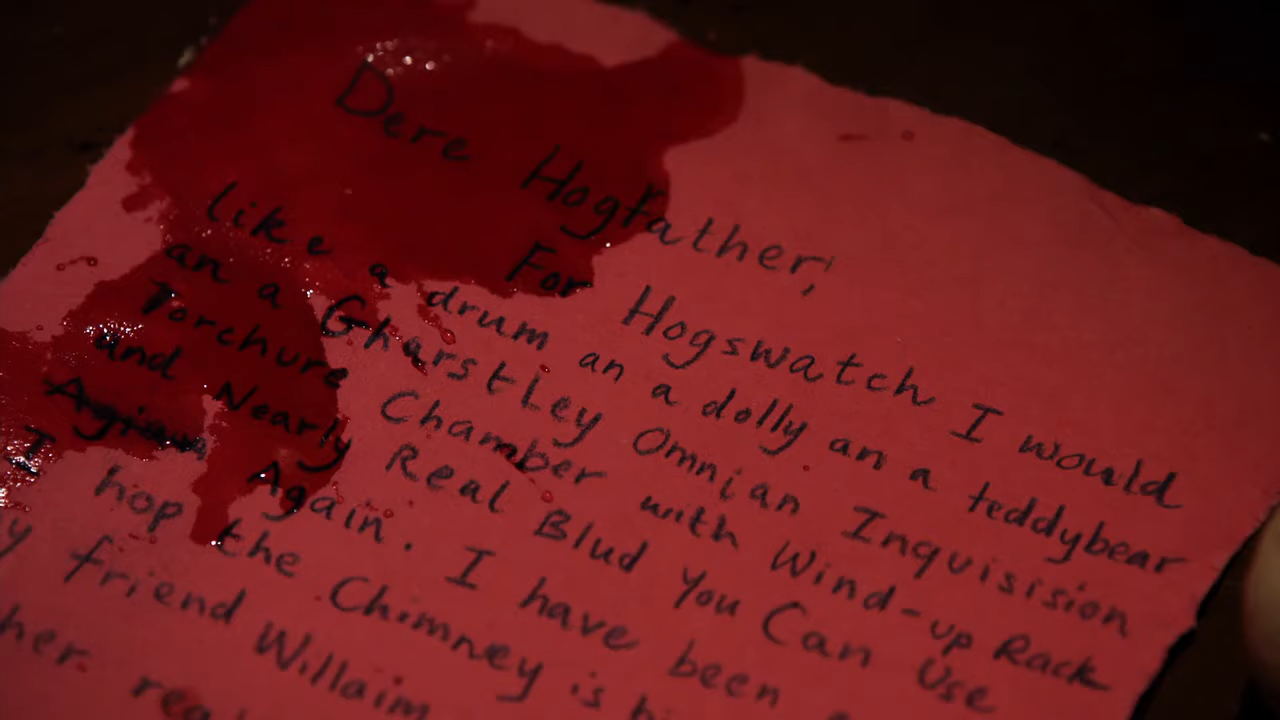 Dere Hogfather,
For Hogswatch I would
like a drum an a dolly an a teddybear
an a Gharstley Omnian Inquisision
Torchure Chamber with Wind-up Rack
and Nearly Real Blud You Can Use
Again. I have been
I hop the Chimney is
friend Willaim